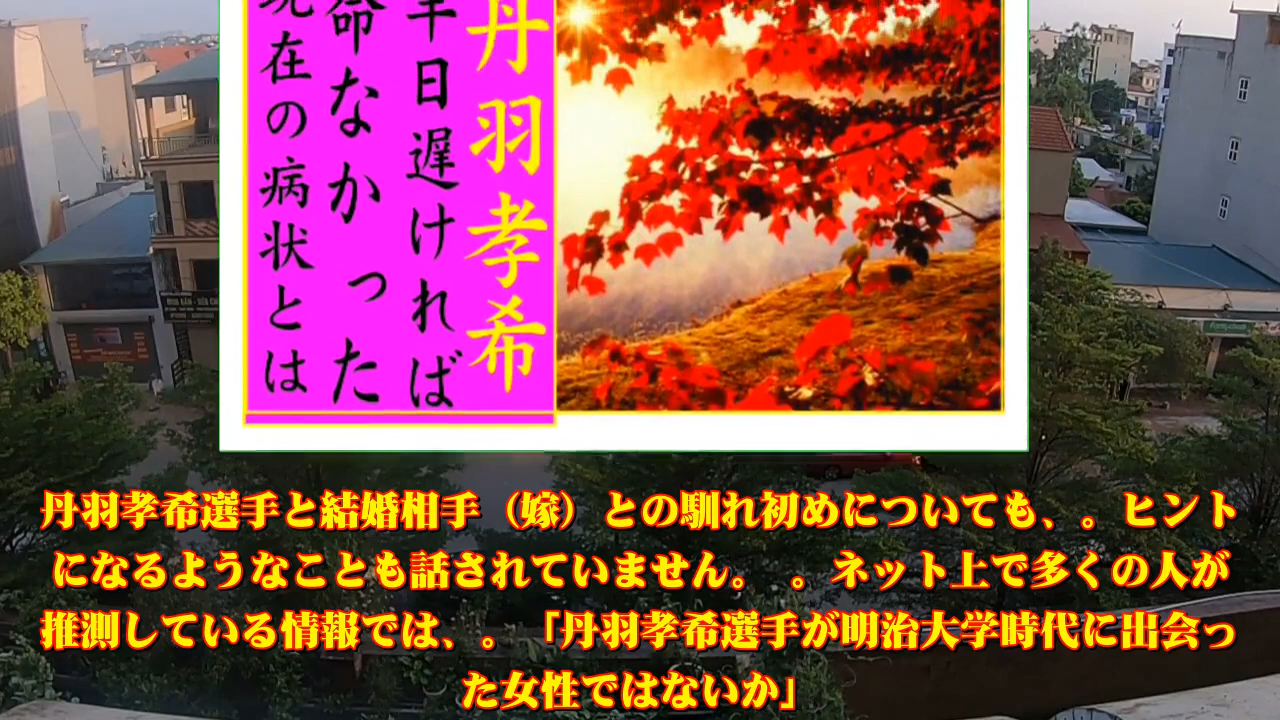 丹羽孝希
半日遅ければ
命なかった
現在の病状とは
丹羽孝希選手と結婚相手（嫁）との馴れ初めについても、。ヒント
になるようなことも話されていません。 。ネット上で多くの人が
推測している情報では、。「丹羽孝希選手が明治大学時代に出会っ
た女性ではないか」